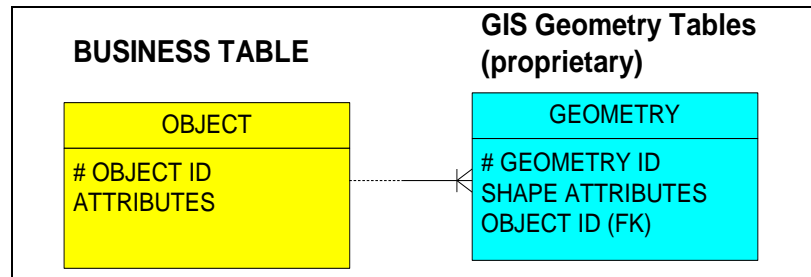 BUSINESS TABLE
GIS Geometry Tables
(proprietary)
OBJECT
# OBJECT ID
ATTRIBUTES
GEOMETRY
# GEOMETRY ID
SHAPE ATTRIBUTES
OBJECT ID (FK)